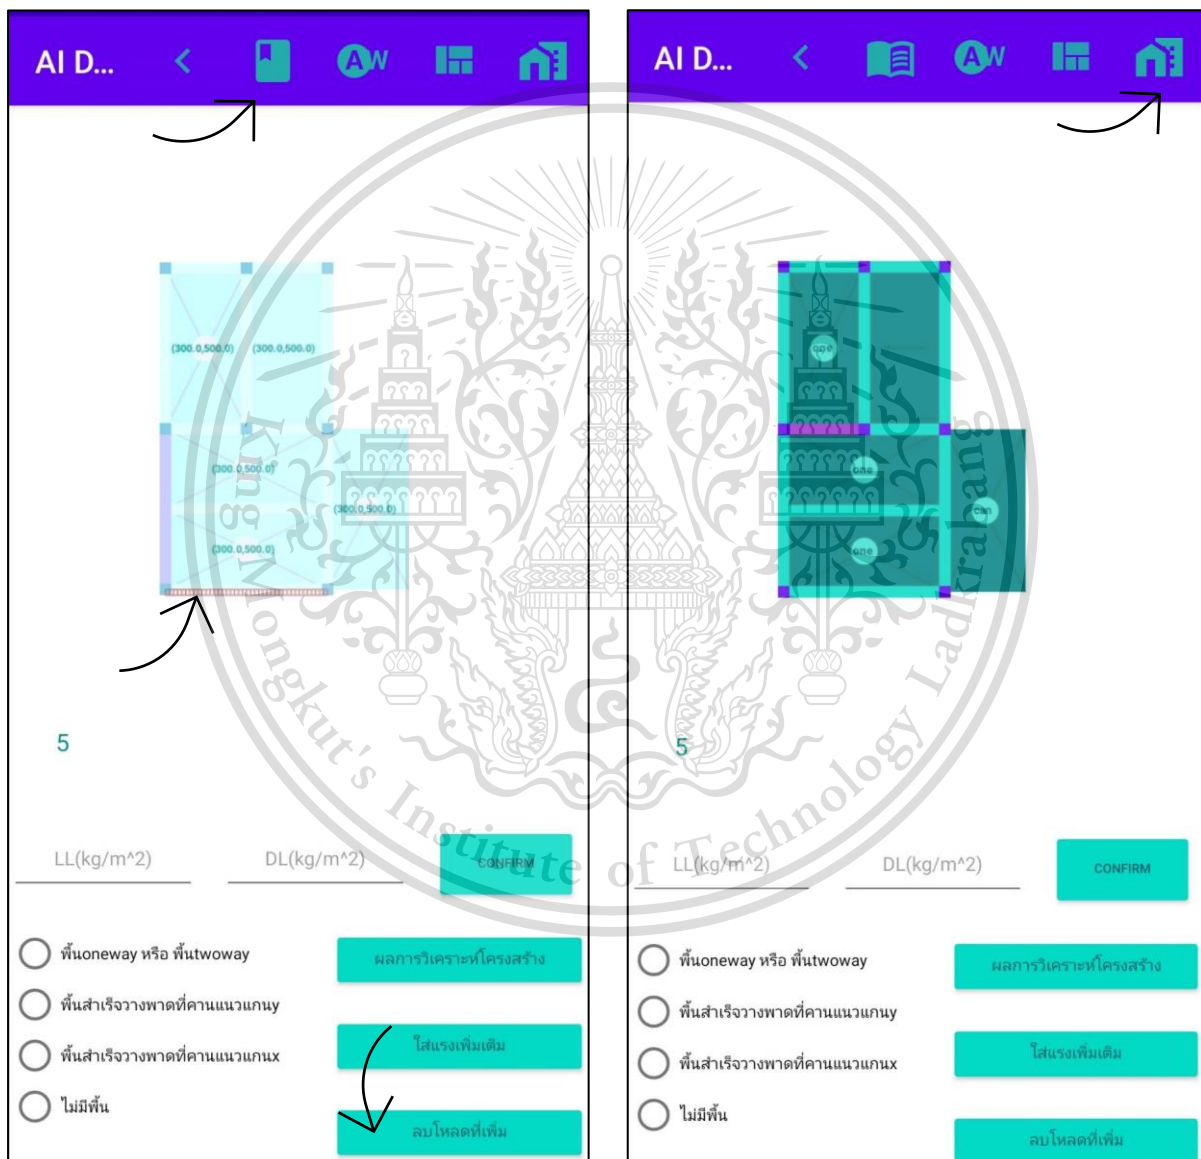 AI D...
AW
(300.0,500.0)
(300.0,500.0)
(300.0,500.0)
(300.0,500.0)
(300.0,500.0)
5
LL(kg/m^2)
DL(kg/m^2)
CONFIRM
พื้นoneway หรือ พื้นtwoway
พื้นสำเร็จวางพาดที่คานแนวแกนy
พื้นสำเร็จวางพาดที่คานแนวแกนx
ไม่มีพื้น
ผลการวิเคราะห์โครงสร้าง
ใส่แรงเพิ่มเติม
ลบโหลดที่เพิ่ม
AI D...
AW
one
one
can
one
5
LL(kg/m^2)
DL(kg/m^2)
CONFIRM
พื้นoneway หรือ พื้นtwoway
พื้นสำเร็จวางพาดที่คานแนวแกนy
พื้นสำเร็จวางพาดที่คานแนวแกนx
ไม่มีพื้น
ผลการวิเคราะห์โครงสร้าง
ใส่แรงเพิ่มเติม
ลบโหลดที่เพิ่ม
King Mongkut's Institute of Technology Ladkrabang